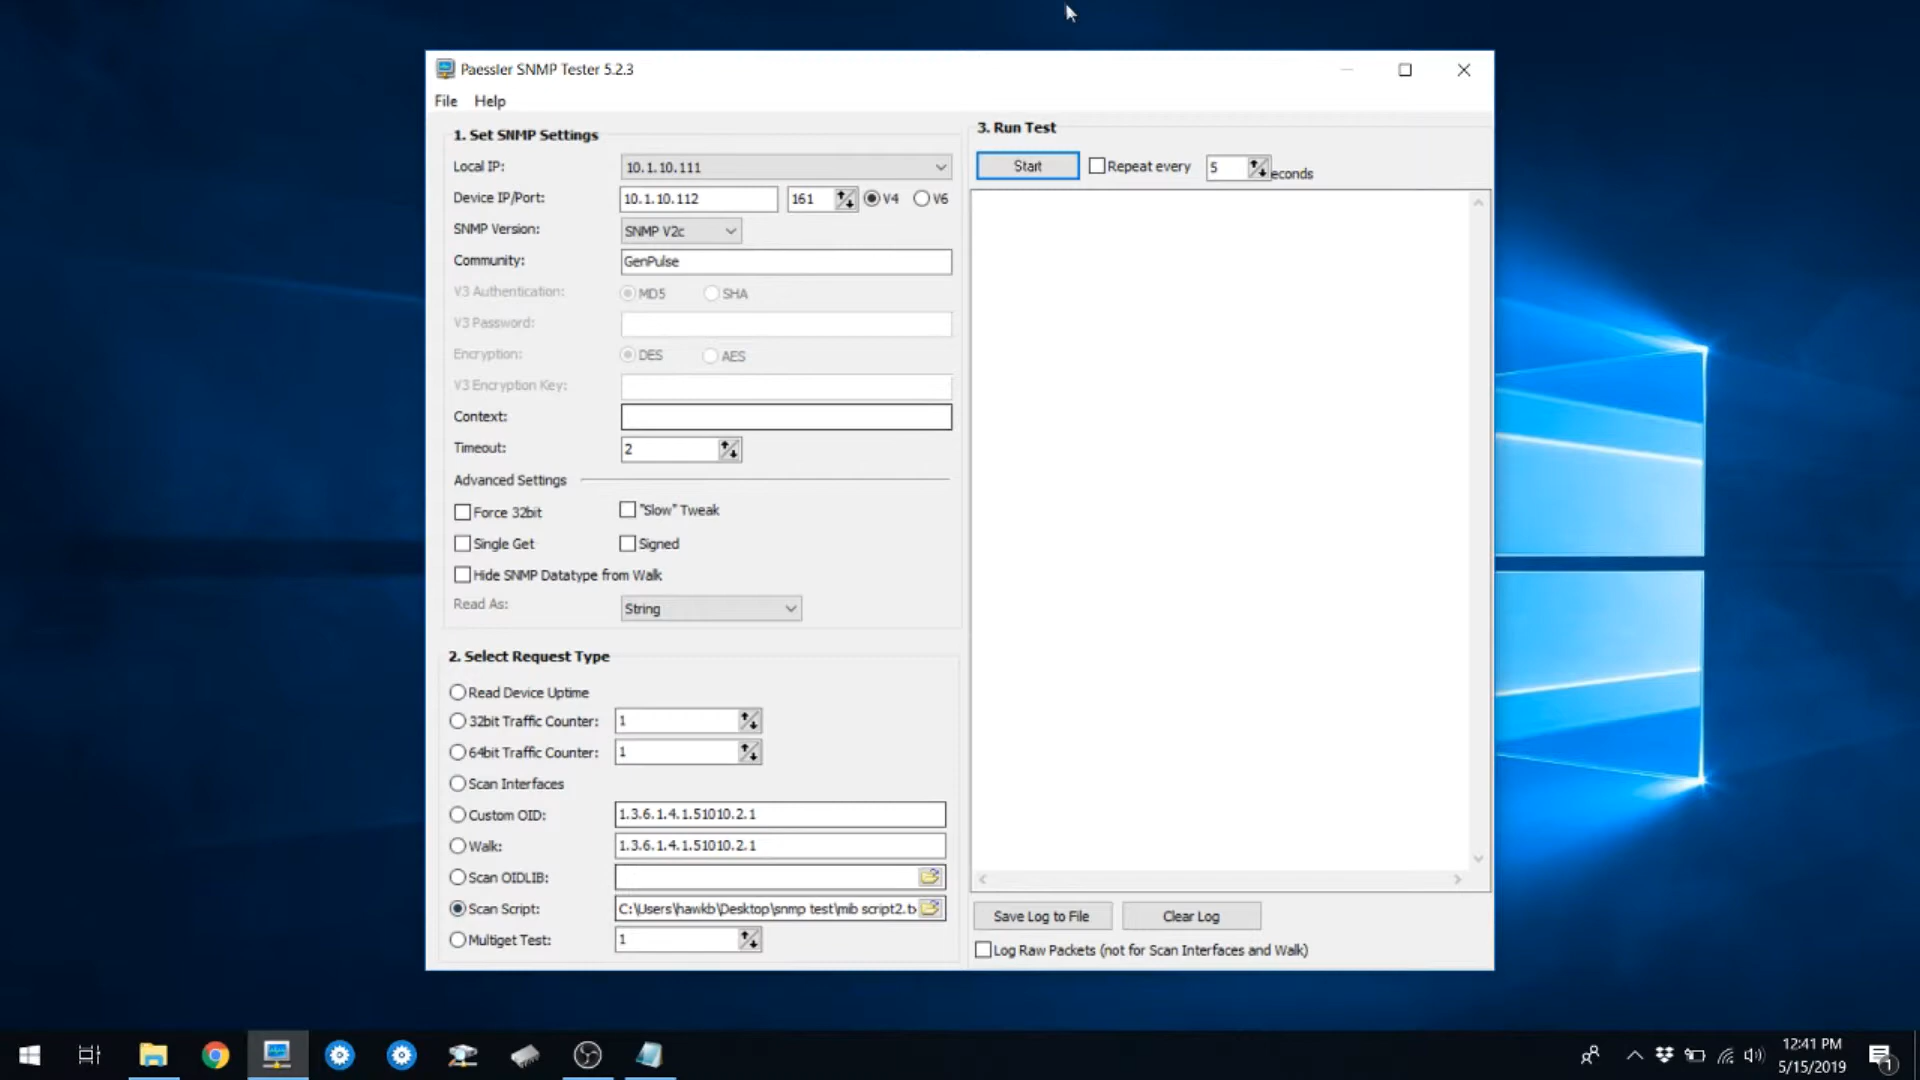 Paessler SNMP Tester 5.2.3
File Help
1. Set SNMP Settings
Local IP: 10.1.10.111
Device IP/Port: 10.1.10.112 161 V4 V6
SNMP Version: SNMP V2c
Community: GenPulse
V3 Authentication: MD5 SHA
V3 Password:
Encryption: DES AES
V3 Encryption Key:
Context:
Timeout: 2
Advanced Settings
Force 32bit "Slow" Tweak
Single Get Signed
Hide SNMP Datatype from Walk
Read As: String
2. Select Request Type
Read Device Uptime
32bit Traffic Counter: 1
64bit Traffic Counter: 1
Scan Interfaces
Custom OID: 1.3.6.1.4.1.51010.2.1
Walk: 1.3.6.1.4.1.51010.2.1
Scan OIDLIB:
Scan Script: C:\Users\hawkb\Desktop\snmp test\mib script2.tx
Multiget Test: 1
3. Run Test
Start Repeat every 5 econds
Save Log to File Clear Log
Log Raw Packets (not for Scan Interfaces and Walk)
12:41 PM
5/15/2019
1